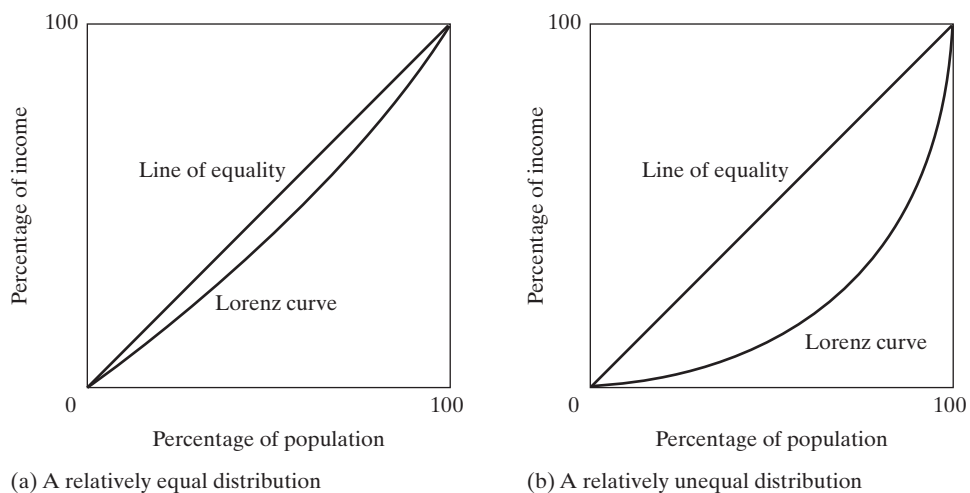 100
Percentage of income
Line of equality
Lorenz curve
0
100
Percentage of population
(a) A relatively equal distribution
100
Percentage of income
Line of equality
Lorenz curve
0
100
Percentage of population
(b) A relatively unequal distribution